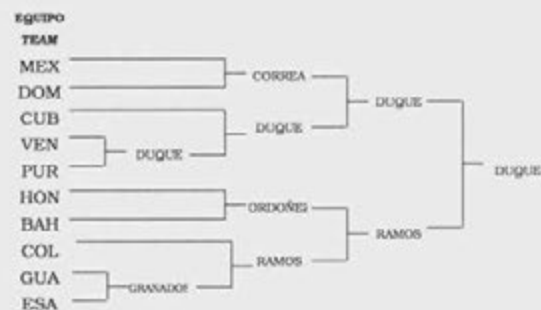 EQUIPO
TEAM
MEX
DOM
CUB
VEN
PUR
HON
BAH
COL
GUA
ESA
CORREA
DUQUE
DUQUE
ORDOÑEZ
RAMOS
GRANADOS
DUQUE
RAMOS
DUQUE